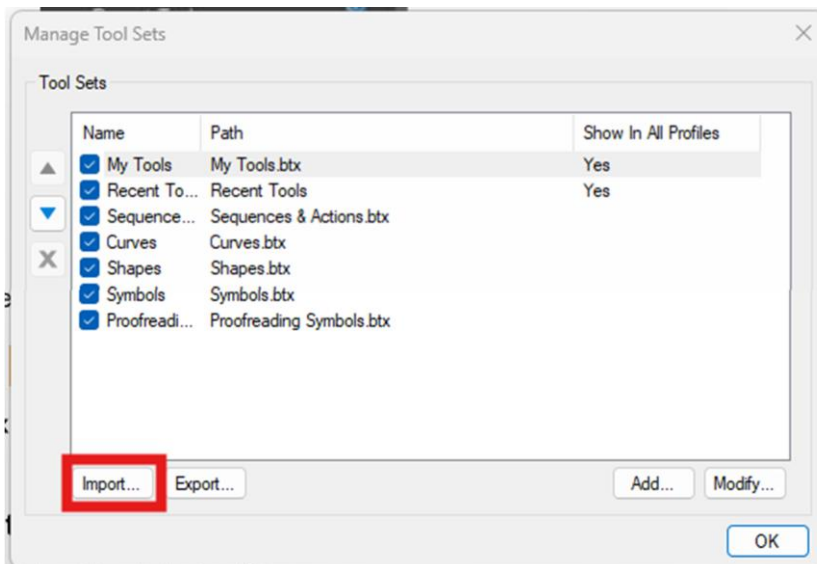 Manage Tool Sets
Tool Sets
Name Path Show In All Profiles
My Tools My Tools.btx Yes
Recent To... Recent Tools Yes
Sequence... Sequences & Actions.btx
Curves Curves.btx
Shapes Shapes.btx
Symbols Symbols.btx
Proofreadi... Proofreading Symbols.btx
Import... Export... Add... Modify...
OK